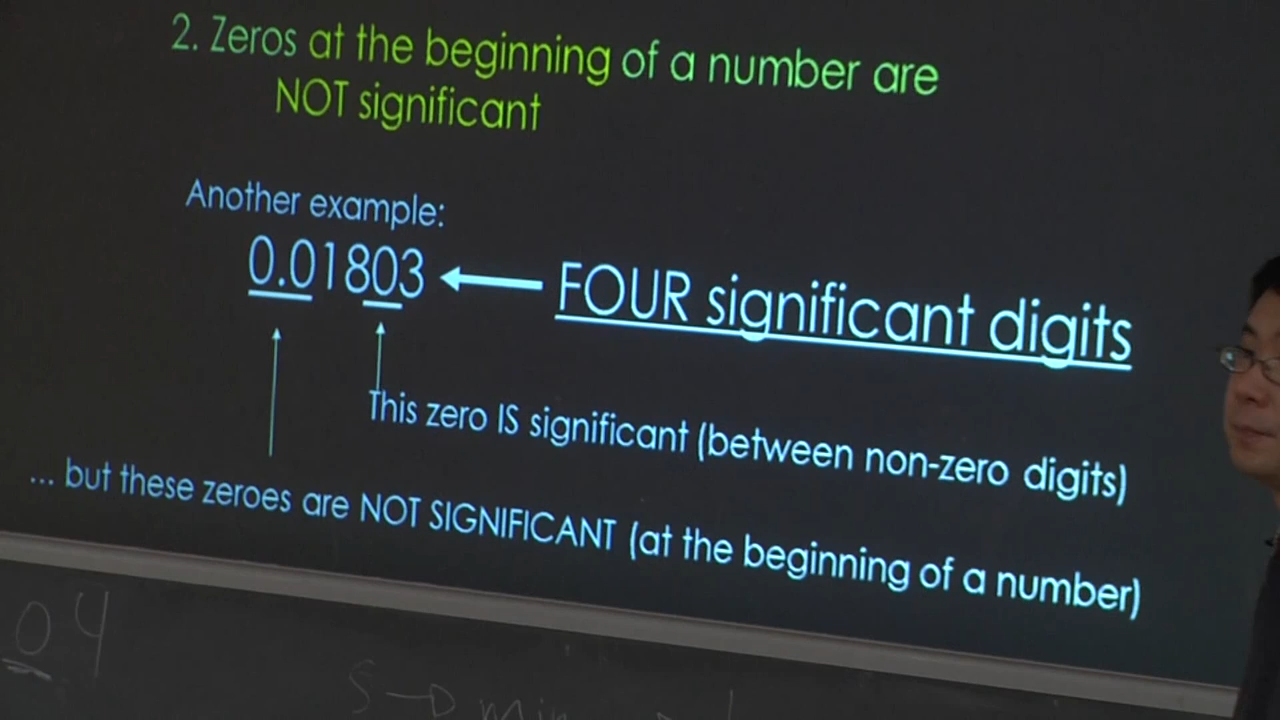 2. Zeros at the beginning of a number are
NOT significant
Another example:
0.01803 FOUR significant digits
This zero IS significant (between non-zero digits)
... but these zeroes are NOT SIGNIFICANT (at the beginning of a number)
04